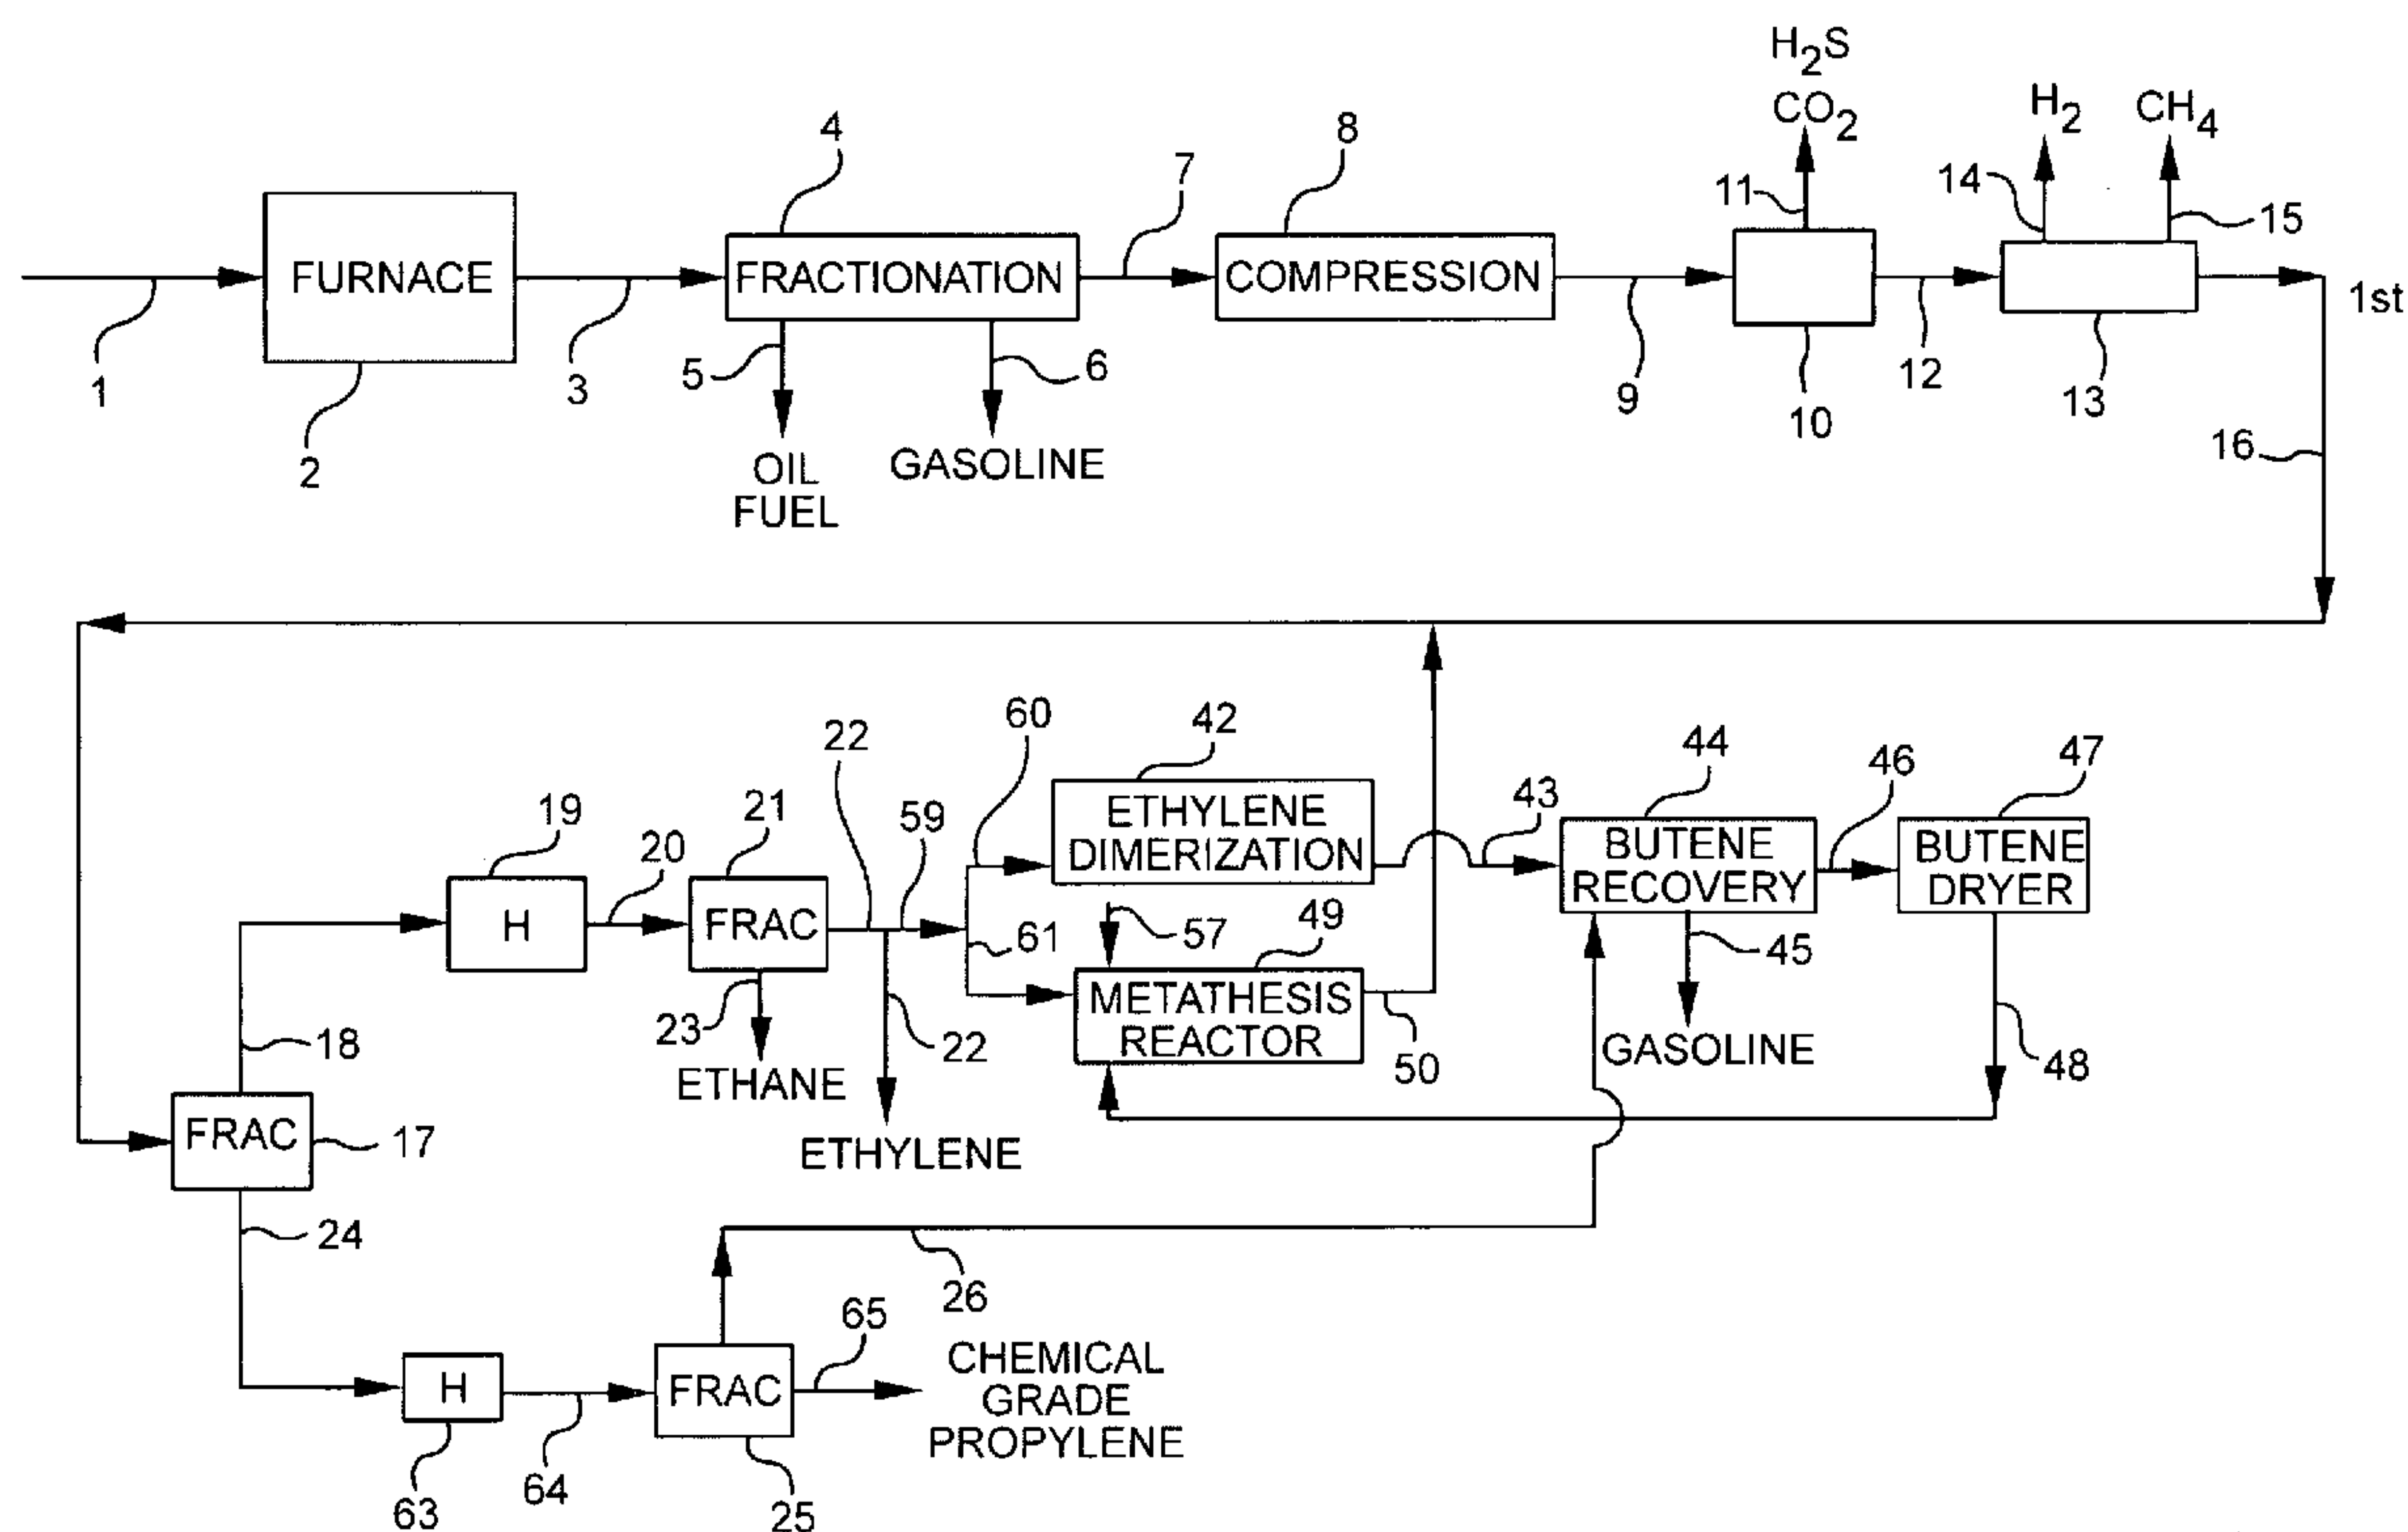 H2S
CO2
H2
CH4
4
8
7
11
14
15
FURNACE
FRACTIONATION
COMPRESSION
1st
1
2
3
5
6
9
10
12
13
16
OIL
FUEL
GASOLINE
60
42
22
44
47
19
21
59
43
46
20
ETHYLENE
DIMERIZATION
BUTENE
RECOVERY
BUTENE
DRYER
H
FRAC
61
57
49
45
METATHESIS
REACTOR
18
23
22
50
GASOLINE
48
ETHANE
FRAC
17
ETHYLENE
24
26
65
H
FRAC
CHEMICAL
GRADE
PROPYLENE
63
64
25